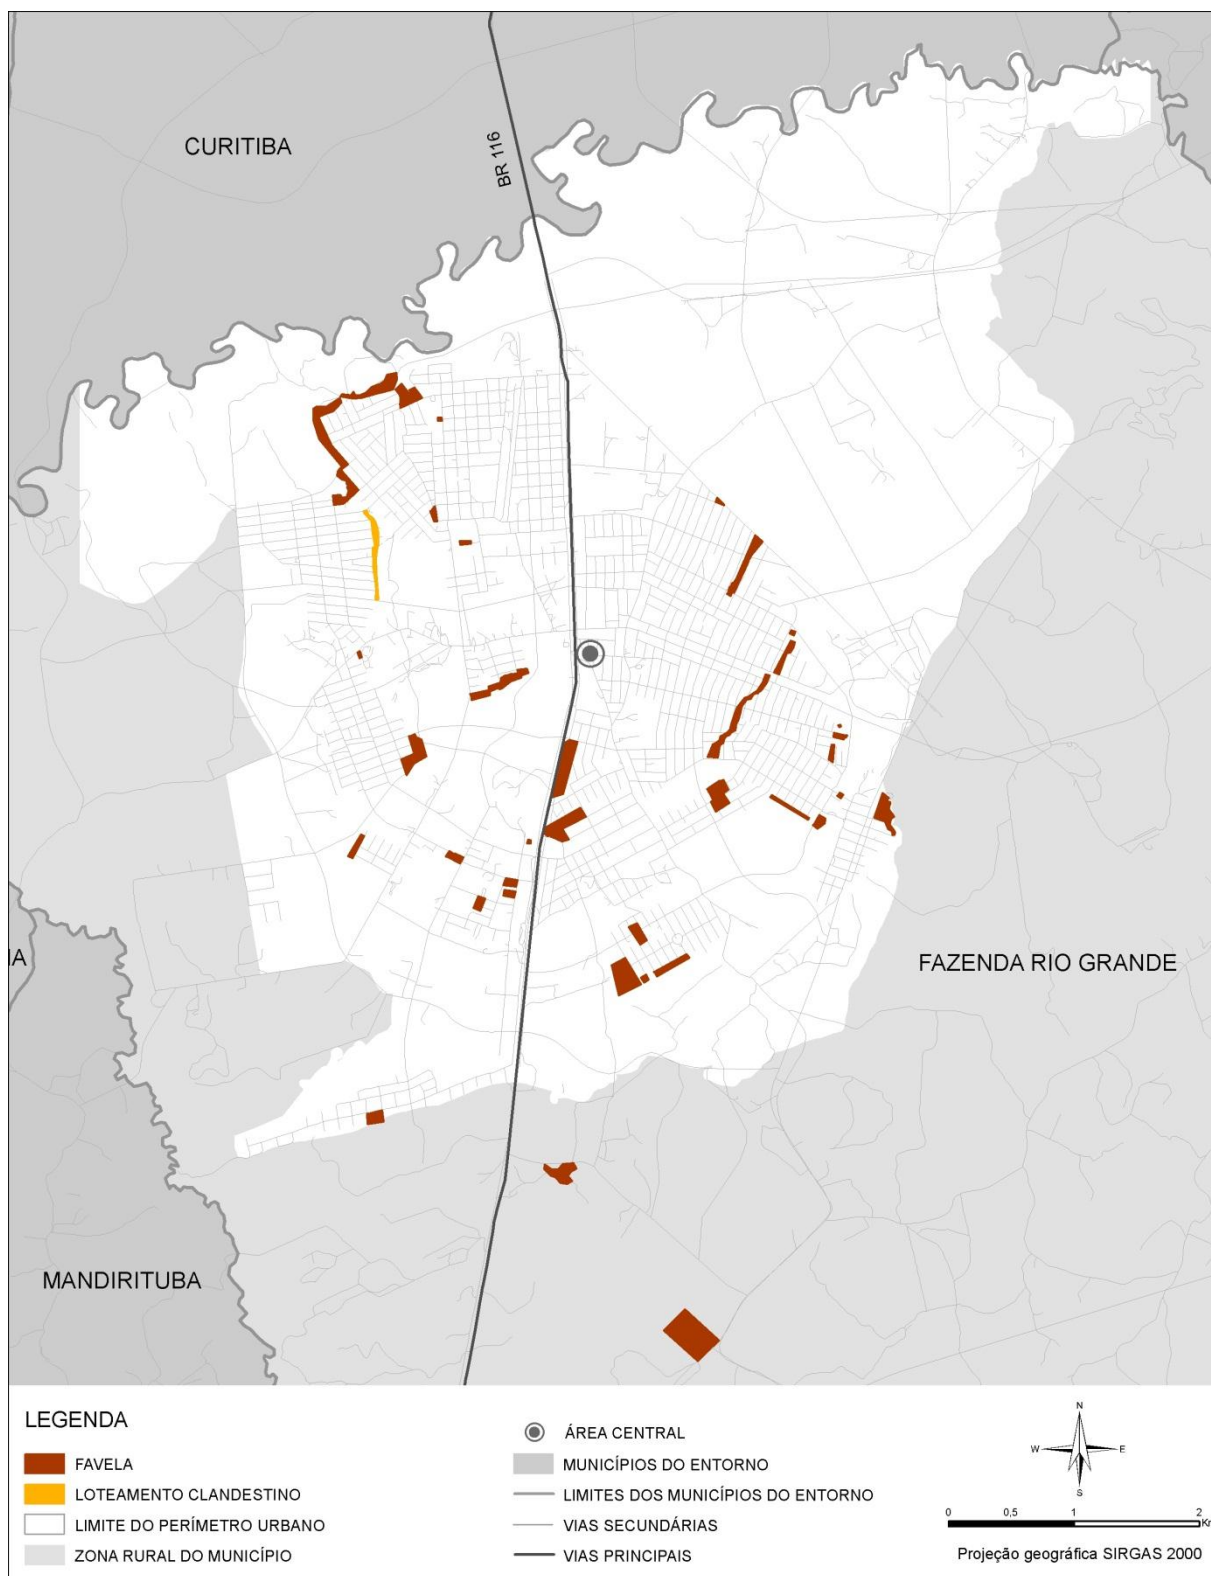 CURITIBA
BR 116
IA
FAZENDA RIO GRANDE
MANDIRITUBA
LEGENDA
FAVELA
LOTEAMENTO CLANDESTINO
LIMITE DO PERÍMETRO URBANO
ZONA RURAL DO MUNICÍPIO
ÁREA CENTRAL
MUNICÍPIOS DO ENTORNO
LIMITES DOS MUNICÍPIOS DO ENTORNO
VIAS SECUNDÁRIAS
VIAS PRINCIPAIS
N
W E
S
0 0,5 1 2
Km
Projeção geográfica SIRGAS 2000